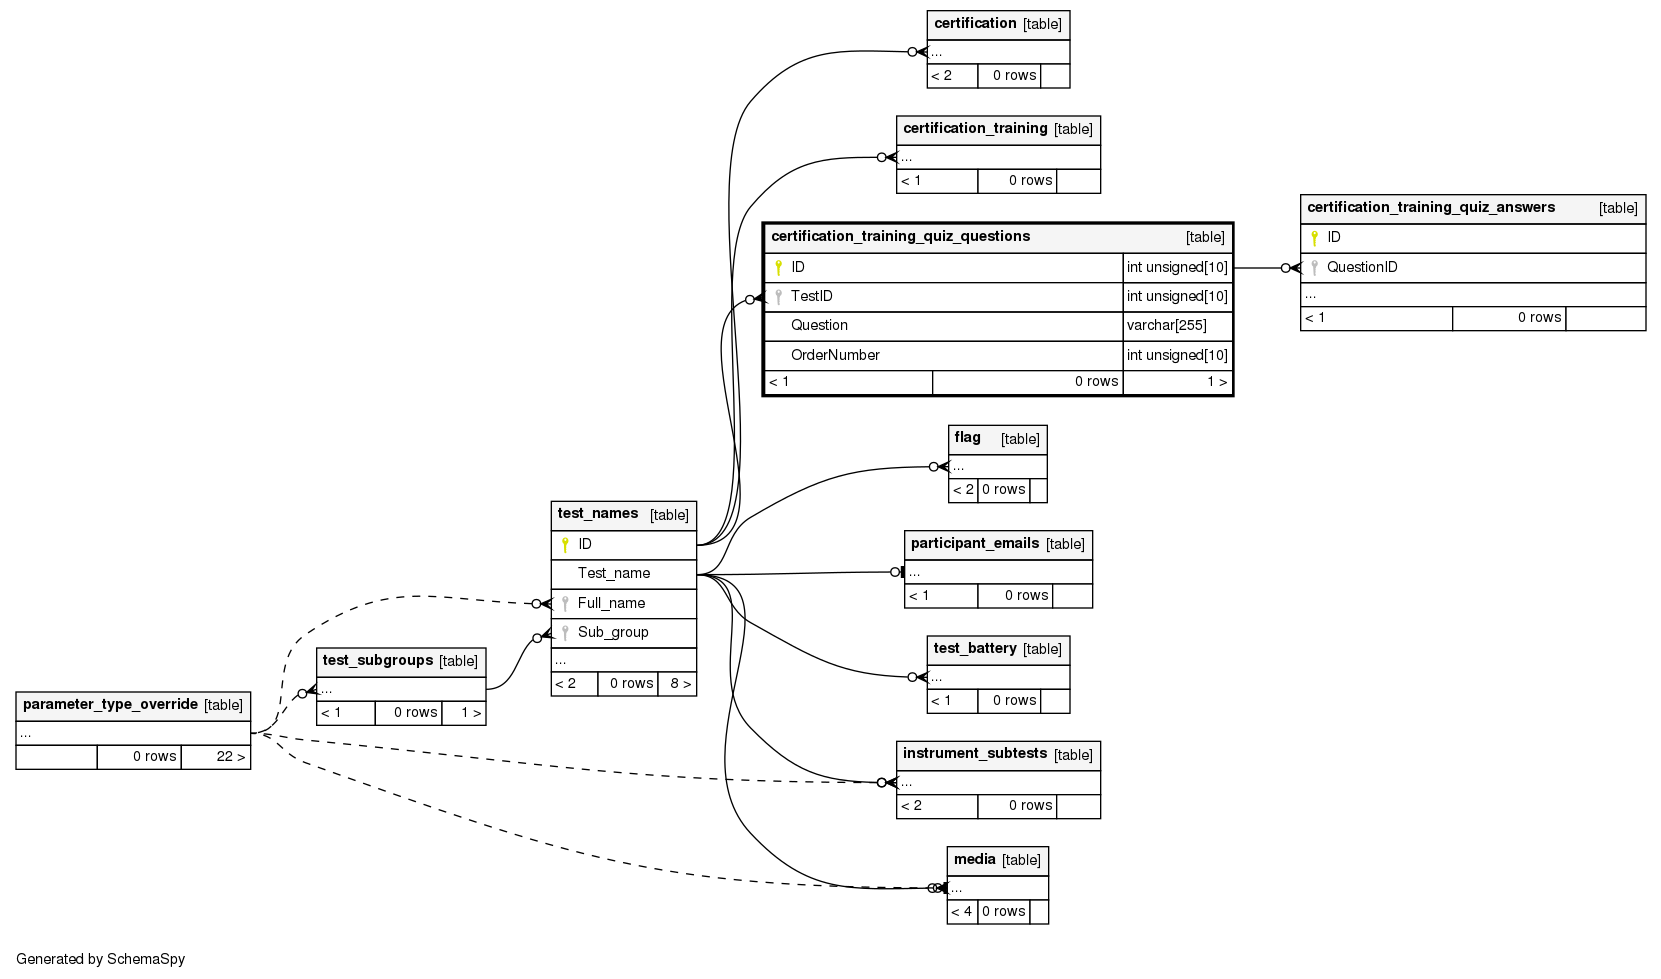 certification [table]
...
< 2 0 rows
certification_training [table]
...
< 1 0 rows
certification_training_quiz_questions [table]
ID int unsigned[10]
TestID int unsigned[10]
Question varchar[255]
OrderNumber int unsigned[10]
< 1 0 rows 1 >
certification_training_quiz_answers [table]
ID
QuestionID
...
< 1 0 rows
flag [table]
...
< 2 0 rows
test_names [table]
ID
Test_name
Full_name
Sub_group
...
< 2 0 rows 8 >
participant_emails [table]
...
< 1 0 rows
test_subgroups [table]
...
< 1 0 rows 1 >
parameter_type_override [table]
...
0 rows 22 >
test_battery [table]
...
< 1 0 rows
instrument_subtests [table]
...
< 2 0 rows
media [table]
...
< 4 0 rows
Generated by SchemaSpy